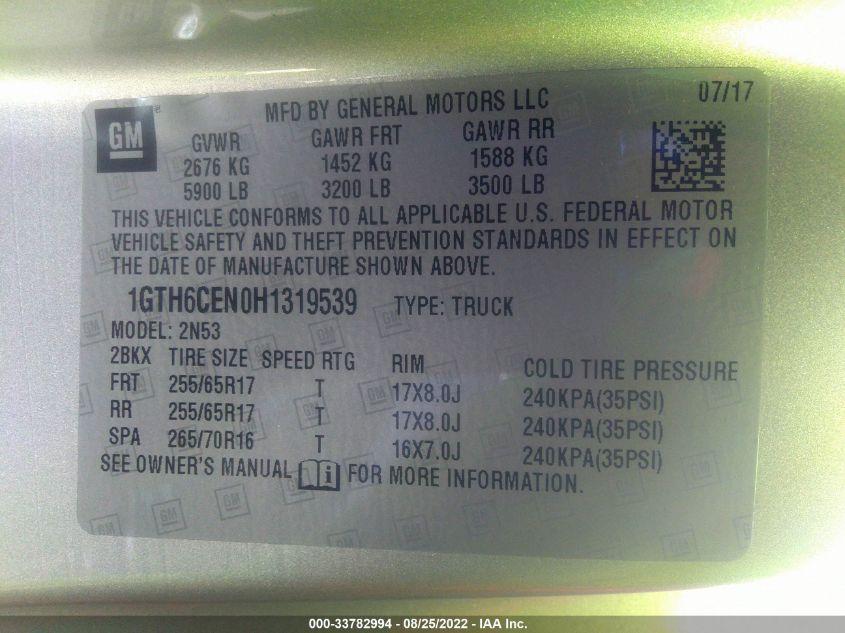 07/17
MFD BY GENERAL MOTORS LLC
GM
GVWR GAWR FRT GAWR RR
2676 KG 1452 KG 1588 KG
5900 LB 3200 LB 3500 LB
THIS VEHICLE CONFORMS TO ALL APPLICABLE U.S. FEDERAL MOTOR
VEHICLE SAFETY AND THEFT PREVENTION STANDARDS IN EFFECT ON
THE DATE OF MANUFACTURE SHOWN ABOVE.
1GTH6CEN0H1319539 TYPE: TRUCK
MODEL: 2N53
2BKX TIRE SIZE SPEED RTG RIM COLD TIRE PRESSURE
FRT 255/65R17 T 17X8.0J 240KPA(35PSI)
RR 255/65R17 T 17X8.0J 240KPA(35PSI)
SPA 265/70R16 T 16X7.0J 240KPA(35PSI)
SEE OWNER'S MANUAL i FOR MORE INFORMATION.
000-33782994 - 08/25/2022 - IAA Inc.